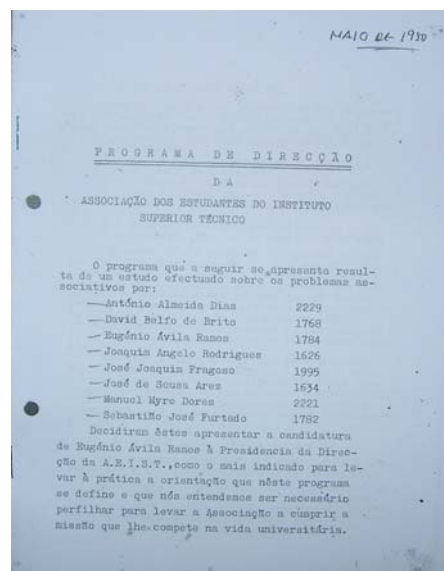 MAIO DE 1950
PROGRAMA DE DIRECÇÃO
DA
ASSOCIAÇÃO DOS ESTUDANTES DO INSTITUTO
SUPERIOR TÉCNICO
O programa que a seguir se apresenta resul-
ta de um estudo efectuado sobre os problemas as-
sociativos por:
—António Almeida Dias 2229
—David Belfo de Brito 1768
—Eugénio Ávila Ramos 1784
—Joaquim Angelo Rodrigues 1626
—José Joaquim Fragoso 1995
—José de Sousa Ares 1634
—Manuel Myre Dores 2221
—Sebastião José Furtado 1782
Decidiram êstes apresentar a candidatura
de Eugénio Ávila Ramos à Presidencia da Direc-
ção da A.E.I.S.T., como o mais indicado para le-
var à prática a orientação que nêste programa
se define e que nós entendemos ser necessário
perfilhar para levar a Associação a cumprir a
missão que lhe compete na vida universitária.